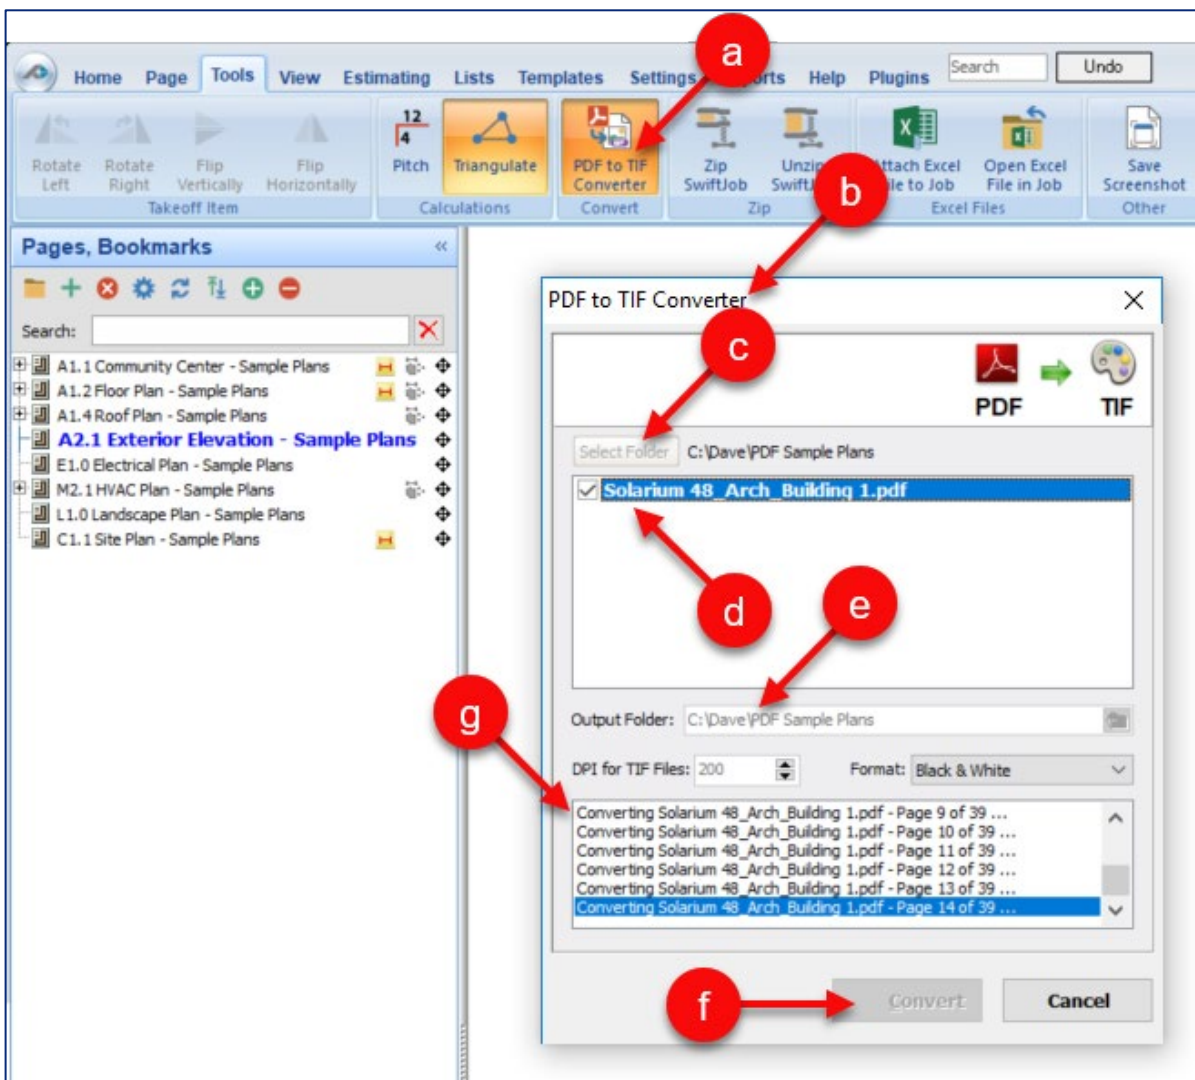 a
Search
Undo
Home Page Tools View Estimating Lists Templates Settings Help Plugins
12
4
Rotate Left
Rotate Right
Flip Vertically
Flip Horizontally
Pitch
Triangulate
PDF to TIF Converter
Zip SwiftJob
Unzip
Attach Excel
to Job
Open Excel File in Job
Save Screenshot
Takeoff Item
Calculations
Convert
Zip
Excel Files
Other
b
Pages, Bookmarks «
Search:
A1.1 Community Center - Sample Plans
A1.2 Floor Plan - Sample Plans
A1.4 Roof Plan - Sample Plans
A2.1 Exterior Elevation - Sample Plans
E1.0 Electrical Plan - Sample Plans
M2.1 HVAC Plan - Sample Plans
L1.0 Landscape Plan - Sample Plans
C1.1 Site Plan - Sample Plans
PDF to TIF Converter
c
PDF TIF
Select Folder C:\Dave\PDF Sample Plans
Solarium 48_Arch_Building 1.pdf
d
e
g
Output Folder: C:\Dave\PDF Sample Plans
DPI for TIF Files: 200 Format: Black & White
Converting Solarium 48_Arch_Building 1.pdf - Page 9 of 39 ...
Converting Solarium 48_Arch_Building 1.pdf - Page 10 of 39 ...
Converting Solarium 48_Arch_Building 1.pdf - Page 11 of 39 ...
Converting Solarium 48_Arch_Building 1.pdf - Page 12 of 39 ...
Converting Solarium 48_Arch_Building 1.pdf - Page 13 of 39 ...
Converting Solarium 48_Arch_Building 1.pdf - Page 14 of 39 ...
f
Convert Cancel